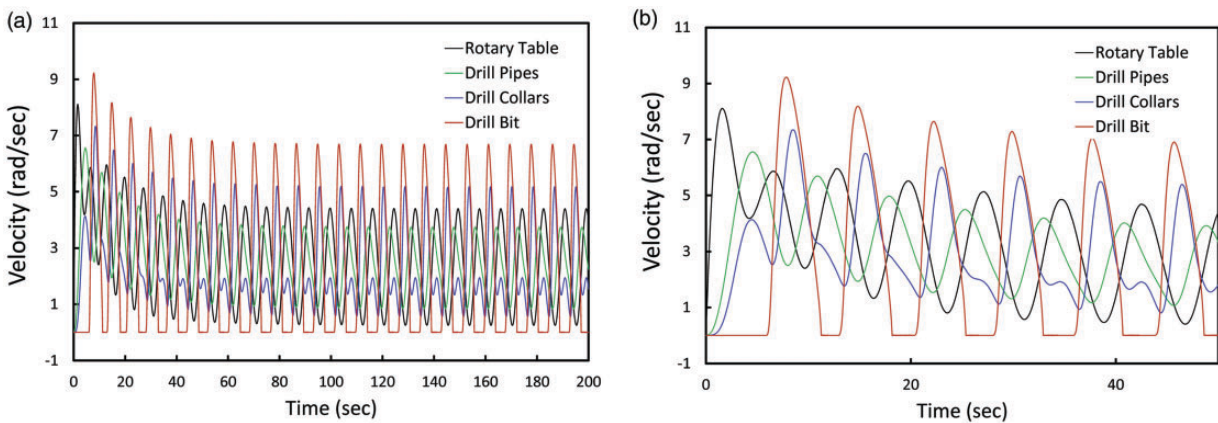 (a)
11
9
7
5
3
1
-1
Velocity (rad/sec)
Rotary Table
Drill Pipes
Drill Collars
Drill Bit
0 20 40 60 80 100 120 140 160 180 200
Time (sec)
(b)
11
9
7
5
3
1
-1
Velocity (rad/sec)
Rotary Table
Drill Pipes
Drill Collars
Drill Bit
0 20 40
Time (sec)